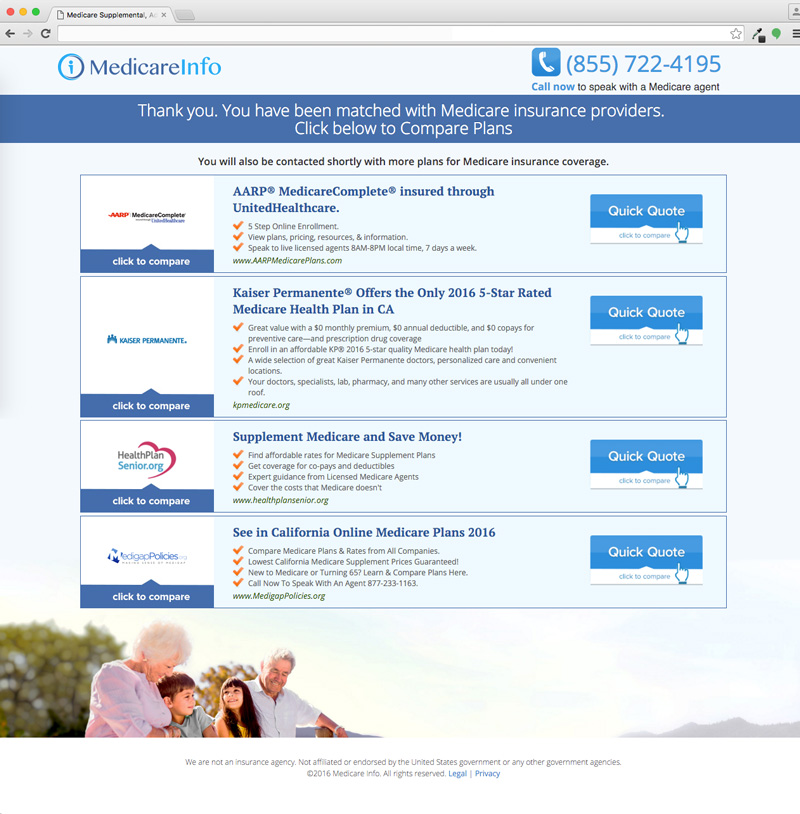 Medicare Supplemental, A
MedicareInfo
(855) 722-4195
Call now to speak with a Medicare agent
Thank you. You have been matched with Medicare insurance providers.
Click below to Compare Plans
You will also be contacted shortly with more plans for Medicare insurance coverage.
AARP MedicareComplete®
UnitedHealthcare
click to compare
AARP® MedicareComplete® insured through
UnitedHealthcare.
5 Step Online Enrollment.
View plans, pricing, resources, & information.
Speak to live licensed agents 8AM-8PM local time, 7 days a week.
www.AARPMedicarePlans.com
Quick Quote
click to compare
KAISER PERMANENTE®
click to compare
Kaiser Permanente® Offers the Only 2016 5-Star Rated
Medicare Health Plan in CA
Great value with a $0 monthly premium, $0 annual deductible, and $0 copays for
preventive care—and prescription drug coverage
Enroll in an affordable KP® 2016 5-star quality Medicare health plan today!
A wide selection of great Kaiser Permanente doctors, personalized care and convenient
locations.
Your doctors, specialists, lab, pharmacy, and many other services are usually all under one
roof.
kpmedicare.org
Quick Quote
click to compare
HealthPlan
Senior.org
click to compare
Supplement Medicare and Save Money!
Find affordable rates for Medicare Supplement Plans
Get coverage for co-pays and deductibles
Expert guidance from Licensed Medicare Agents
Cover the costs that Medicare doesn't
www.healthplansenior.org
Quick Quote
click to compare
MedigapPolicies.org
MAKING SENSE OF MEDIGAP
click to compare
See in California Online Medicare Plans 2016
Compare Medicare Plans & Rates from All Companies.
Lowest California Medicare Supplement Prices Guaranteed!
New to Medicare or Turning 65? Learn & Compare Plans Here.
Call Now To Speak With An Agent 877-233-1163.
www.MedigapPolicies.org
Quick Quote
click to compare
We are not an insurance agency. Not affiliated or endorsed by the United States government or any other government agencies.
©2016 Medicare Info. All rights reserved. Legal | Privacy